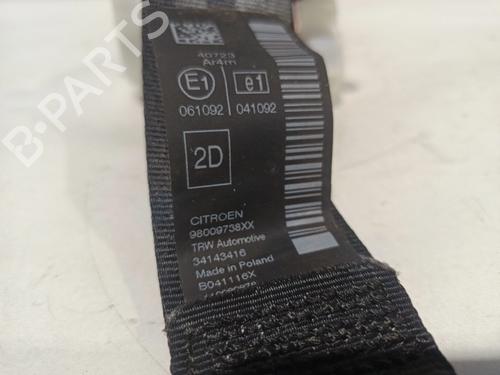 40723
Ar4m
E1 e1
061092 041092
2D
CITROEN
98009738XX
TRW Automotive
34143416
Made in Poland
B041116X
B-PARTS